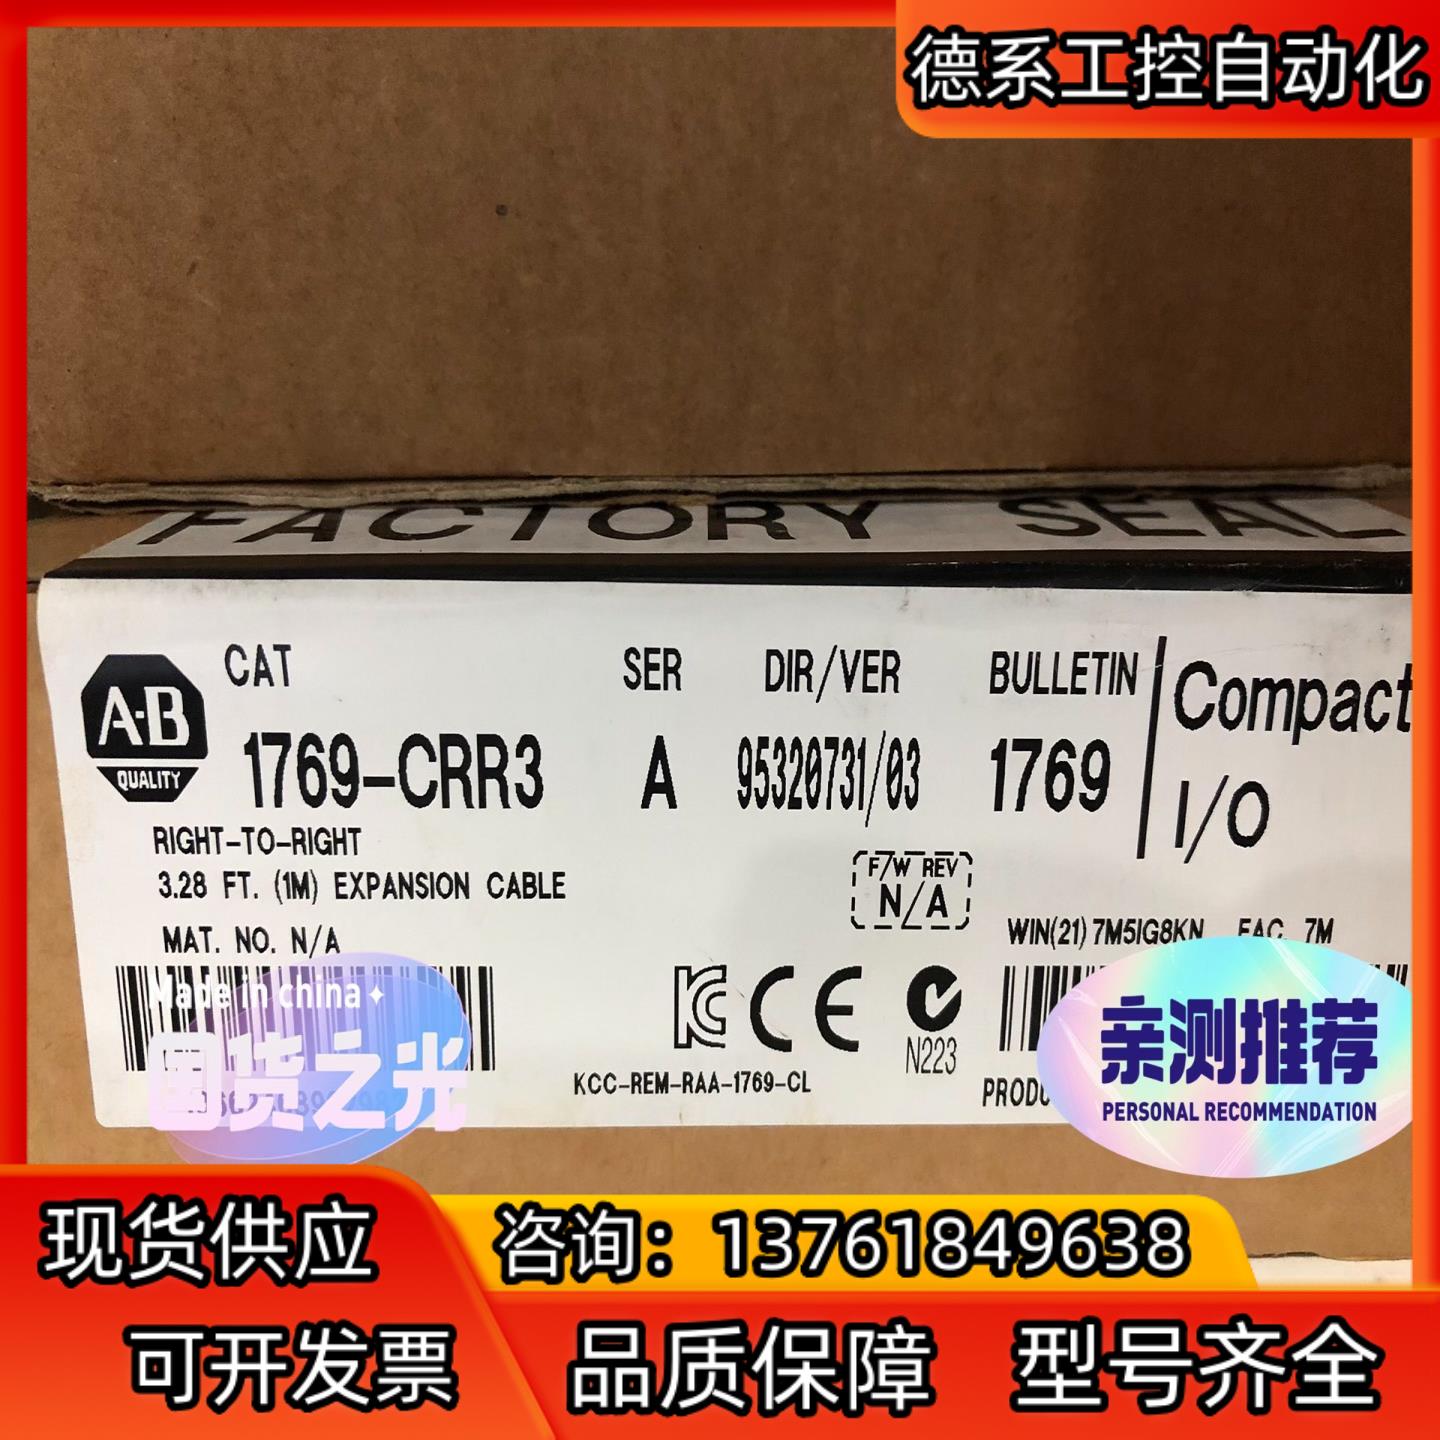 德系工控自动化
FACTORY SEAL
A-B
QUALITY
CAT
1769-CRR3
SER
A
DIR/VER
95320731/03
BULLETIN
1769
Compact
I/O
RIGHT-TO-RIGHT
3.28 FT. (1M) EXPANSION CABLE
MAT. NO. N/A
F/W REV
N/A
WIN(21) 7M5IG8KN FAC. 7M
Made in china
国货之光
KCC-REM-RAA-1769-CL
CE
N223
亲测推荐
PERSONAL RECOMMENDATION
现货供应
咨询：13761849638
可开发票
品质保障
型号齐全